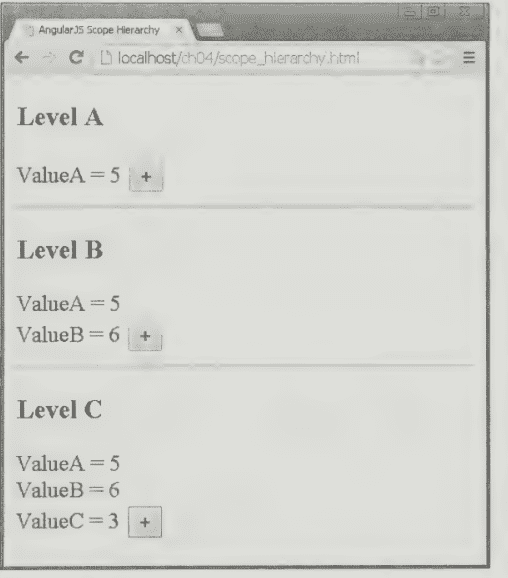 AngularJS Scope Hierarchy ×
localhost/ch04/scope_hierarchy.html
Level A
ValueA = 5 +
Level B
ValueA = 5
ValueB = 6 +
Level C
ValueA = 5
ValueB = 6
ValueC = 3 +